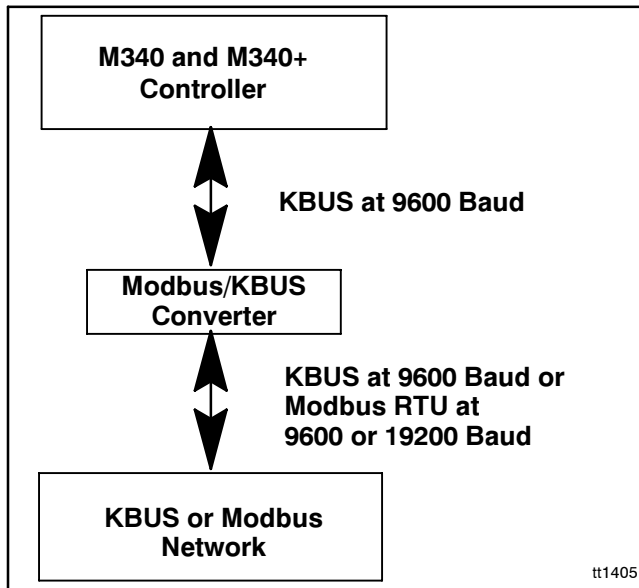 M340 and M340+
Controller
KBUS at 9600 Baud
Modbus/KBUS
Converter
KBUS at 9600 Baud or
Modbus RTU at
9600 or 19200 Baud
KBUS or Modbus
Network
tt1405